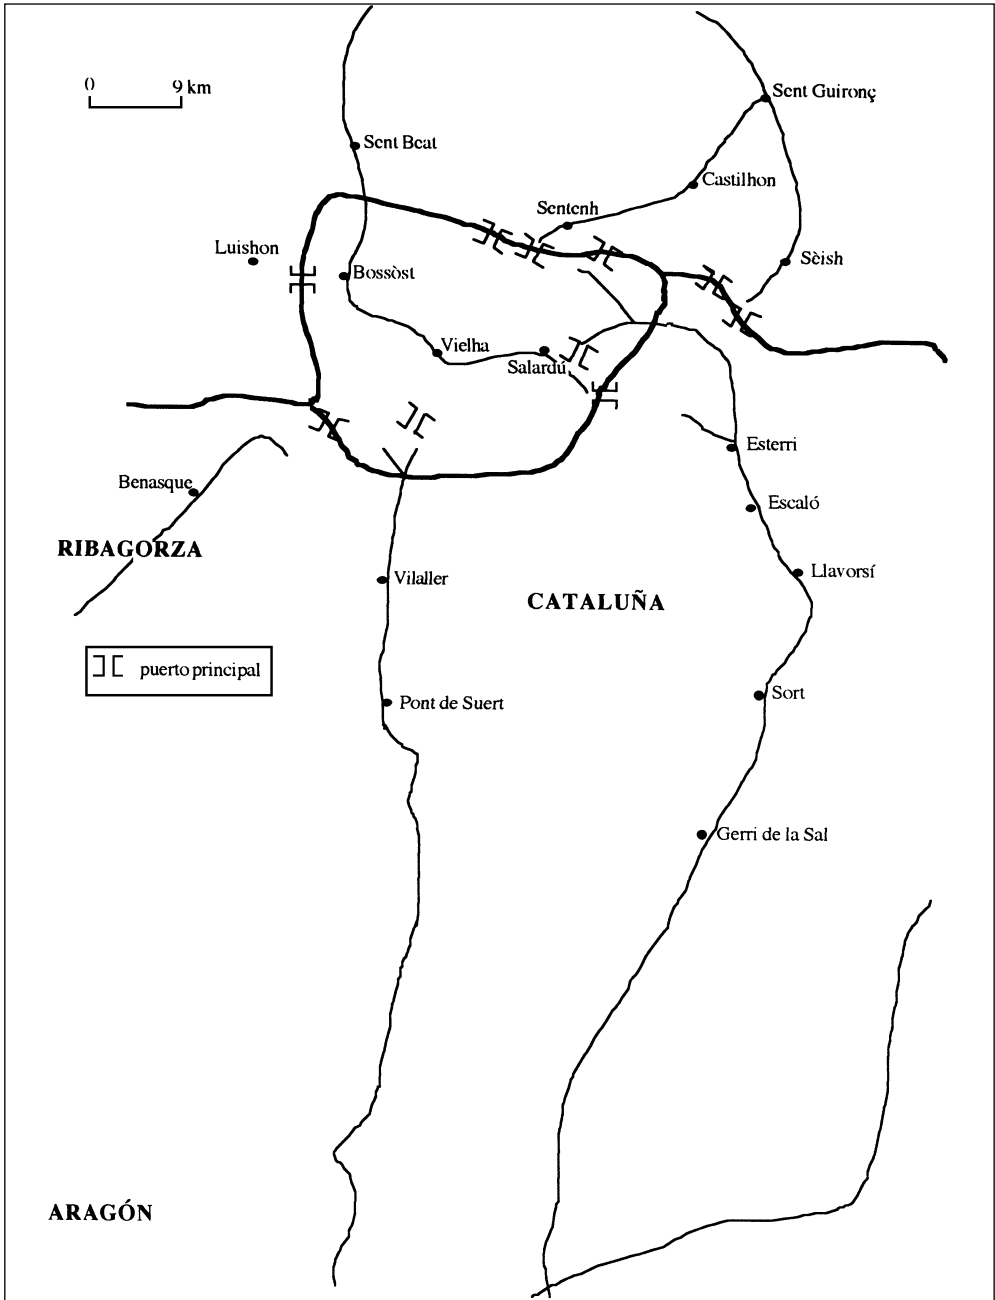 0 9 km
Sent Guironç
Sent Beat
Castilhon
Sentenh
Luishon
Sèish
Bossòst
Vielha
Salardú
Esterri
Benasque
Escaló
RIBAGORZA
Llavorsí
Vilaller
CATALUÑA
puerto principal
Sort
Pont de Suert
Gerri de la Sal
ARAGÓN